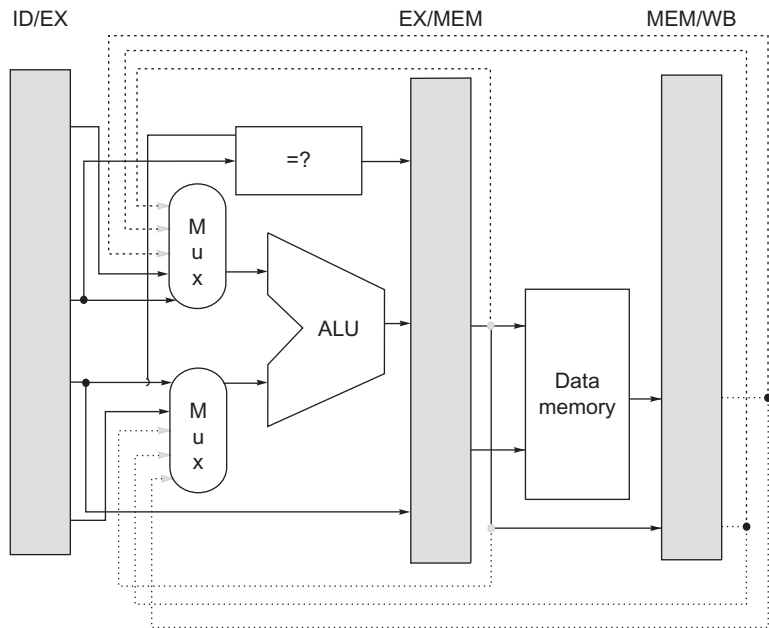 ID/EX
EX/MEM
MEM/WB
=?
M
u
x
ALU
M
u
x
Data
memory